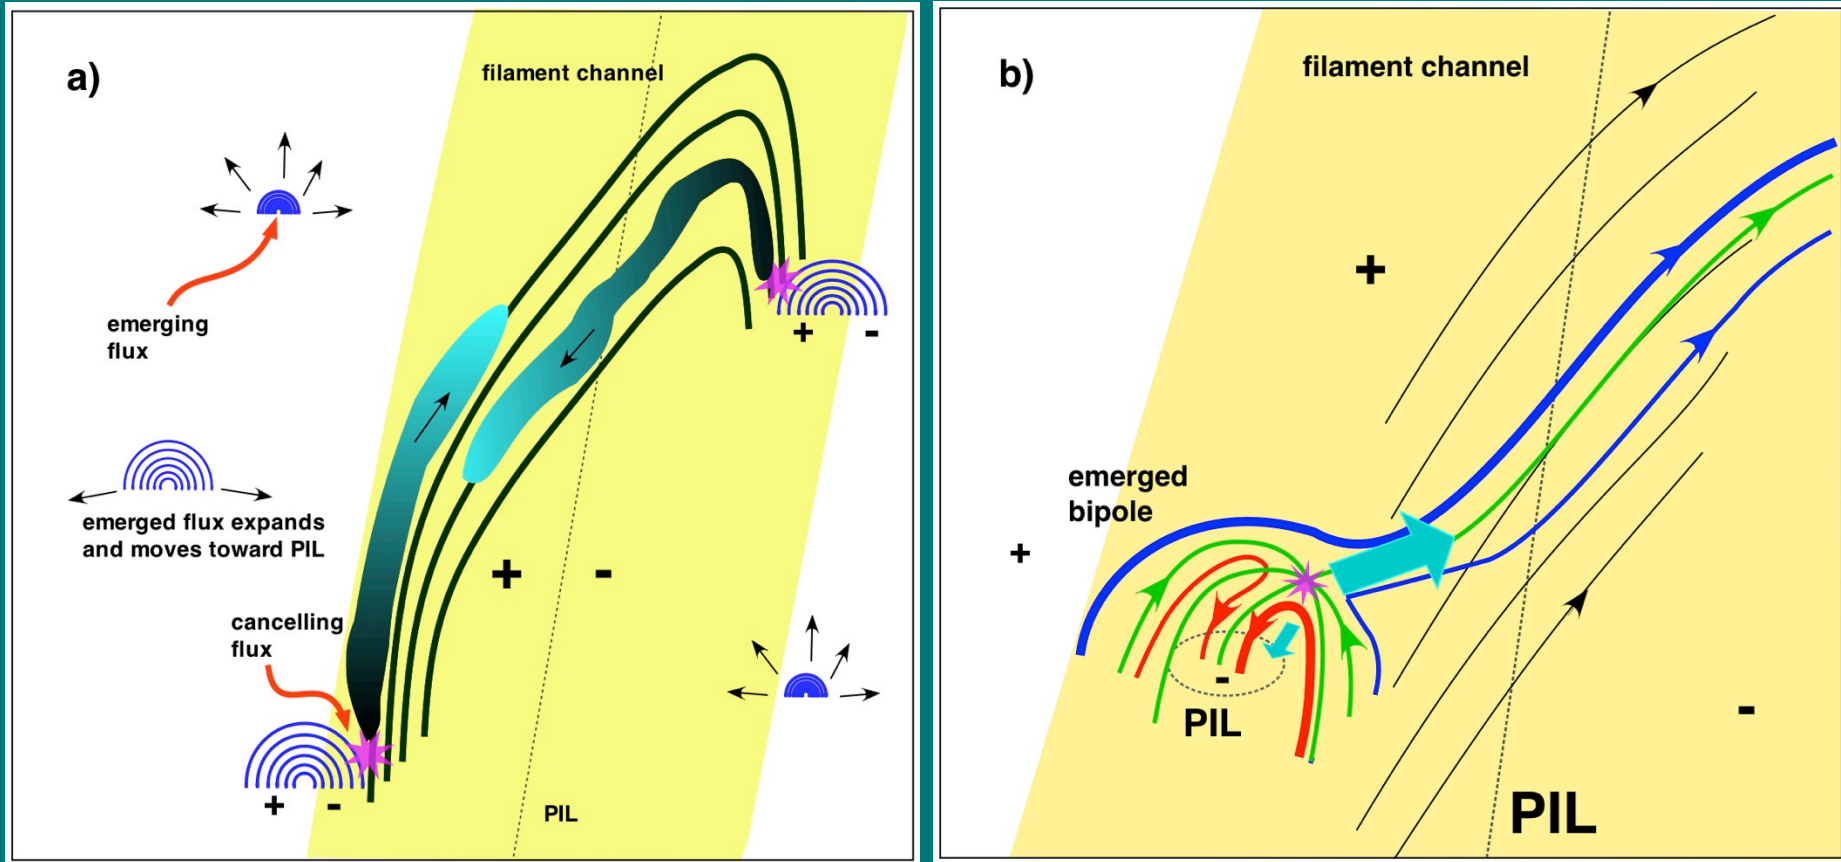 a)
filament channel
emerging
flux
emerged flux expands
and moves toward PIL
cancelling
flux
+ -
+ -
+ -
PIL
b)
filament channel
+
emerged
bipole
+
-
PIL
-
PIL